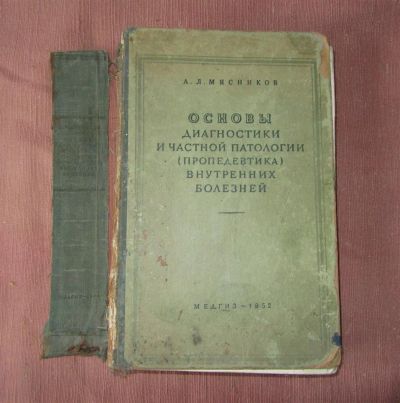 А. Л. МЯСНИКОВ
ОСНОВЫ
ДИАГНОСТИКИ
И ЧАСТНОЙ ПАТОЛОГИИ
(ПРОПЕДЕВТИКА)
ВНУТРЕННИХ
БОЛЕЗНЕЙ
МЕДГИЗ—1952